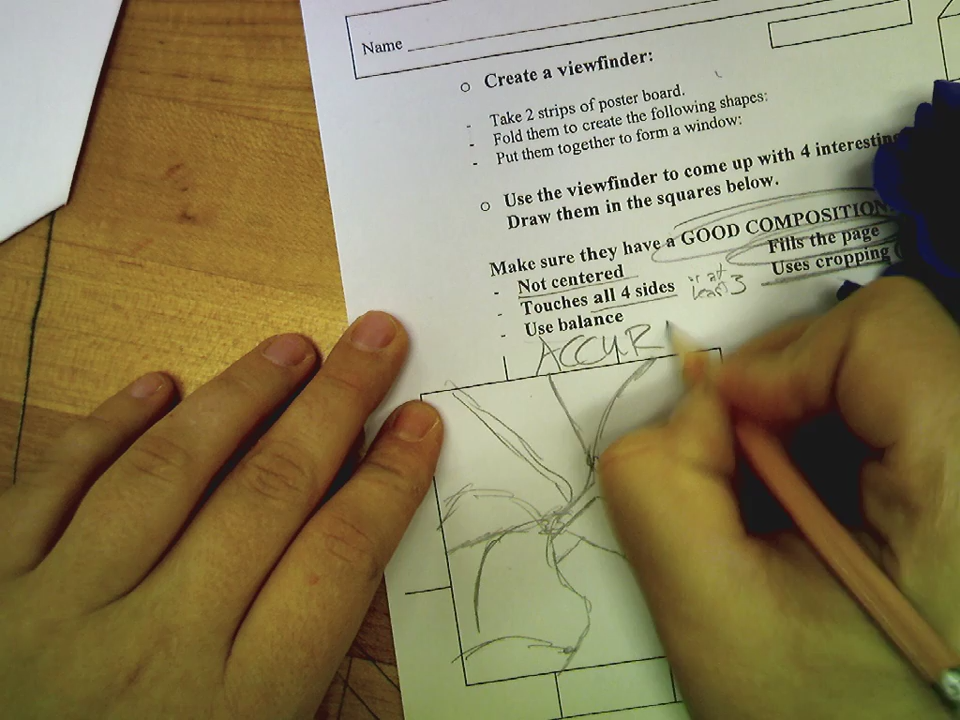 Name
Create a viewfinder:
- Take 2 strips of poster board.
- Fold them to create the following shapes:
- Put them together to form a window:
Use the viewfinder to come up with 4 interesting
Draw them in the squares below.
Make sure they have a GOOD COMPOSITION
- Not centered
Fills the page
- Touches all 4 sides
or at
least 3
Uses cropping
- Use balance
ACCUR